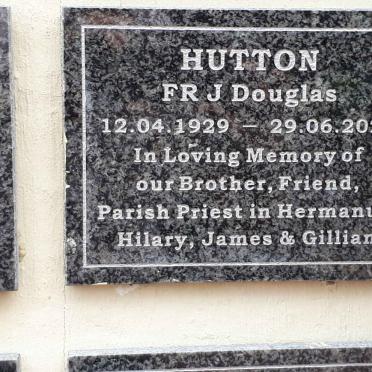 HUTTON
FR J Douglas
12.04.1929 – 29.06.20
In Loving Memory of
our Brother, Friend,
Parish Priest in Hermanu
Hilary, James & Gillian